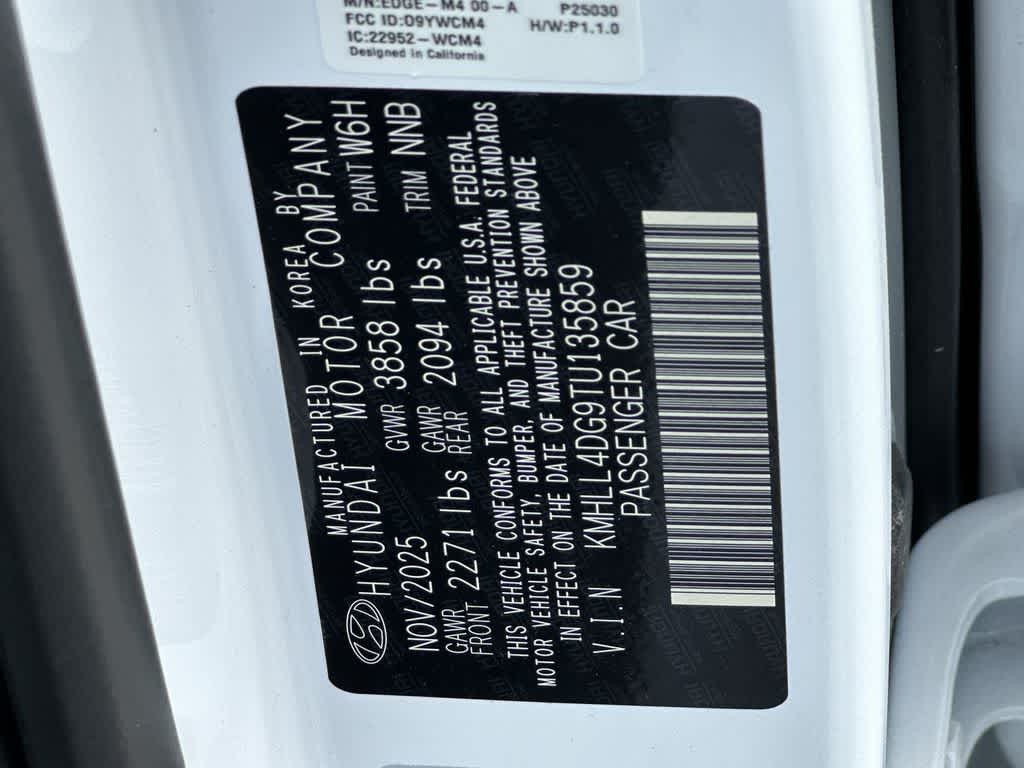 M/N:EDGE-M4 00-A P25030
FCC ID:O9YWCM4 H/W:P1.1.0
IC:22952-WCM4
Designed in California
MANUFACTURED IN KOREA BY
HYUNDAI MOTOR COMPANY
NOV/2025 GVWR 3858 lbs PAINT W6H
GAWR FRONT 2271 lbs GAWR REAR 2094 lbs TRIM NNB
THIS VEHICLE CONFORMS TO ALL APPLICABLE U.S.A. FEDERAL
MOTOR VEHICLE SAFETY, BUMPER, AND THEFT PREVENTION STANDARDS
IN EFFECT ON THE DATE OF MANUFACTURE SHOWN ABOVE
V.I.N KMHLL4DG9TU135859
PASSENGER CAR